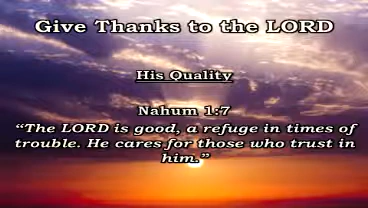 Give Thanks to the LORD
His Quality
Nahum 1:7
“The LORD is good, a refuge in times of
trouble. He cares for those who trust in
him.”